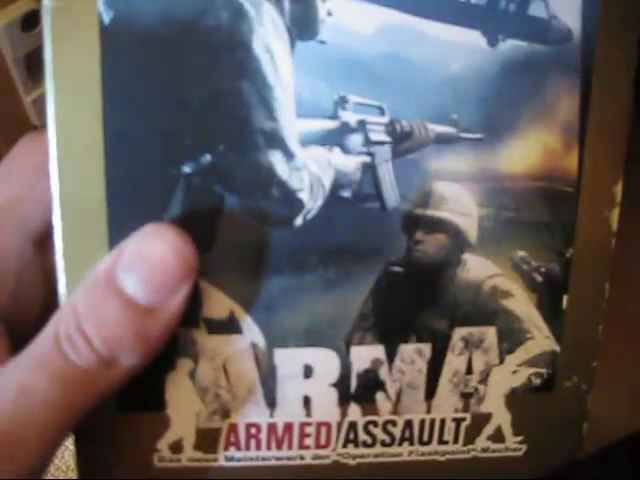 ARMA
ARMED ASSAULT
Das neue Meisterwerk der "Operation Flashpoint"-Macher